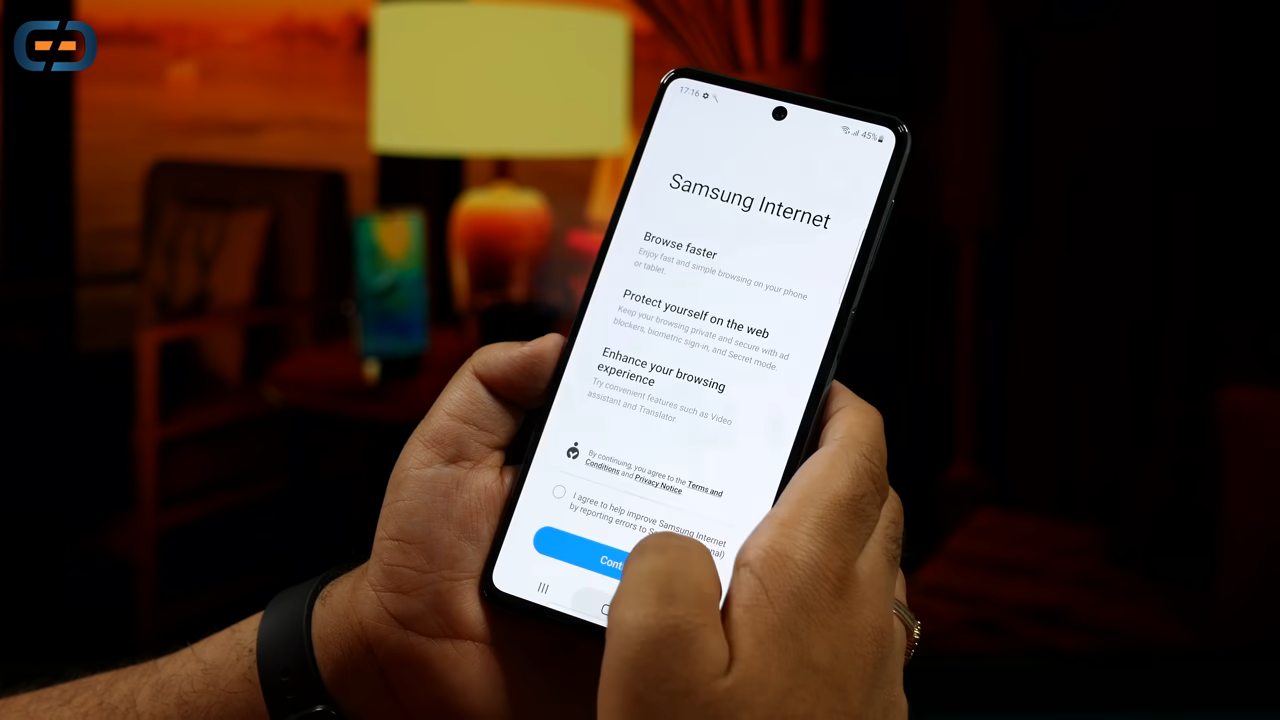 17:16
45%
Samsung Internet
Browse faster
Enjoy fast and simple browsing on your phone
or tablet.
Protect yourself on the web
Keep your browsing private and secure with ad
blockers, biometric sign-in, and Secret mode.
Enhance your browsing
experience
Try convenient features such as Video
assistant and Translator.
By continuing, you agree to the Terms and
Conditions and Privacy Notice
I agree to help improve Samsung Internet
by reporting errors to